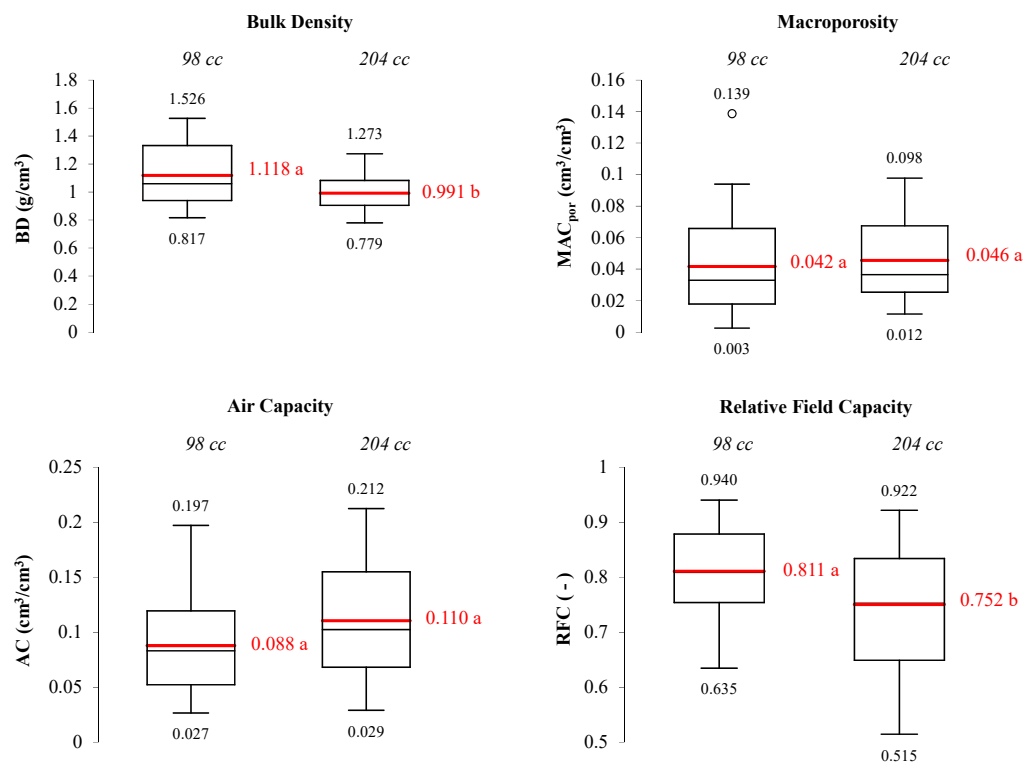 Bulk Density
98 cc 204 cc
BD (g/cm³)
1.8
1.6
1.4
1.2
1
0.8
0.6
0.4
0.2
0
1.526
1.273
1.118 a
0.991 b
0.817
0.779
Macroporosity
98 cc 204 cc
MACpor (cm³/cm³)
0.16
0.14
0.12
0.1
0.08
0.06
0.04
0.02
0
0.139
0.098
0.042 a
0.046 a
0.003
0.012
Air Capacity
98 cc 204 cc
AC (cm³/cm³)
0.25
0.2
0.15
0.1
0.05
0
0.197
0.212
0.088 a
0.110 a
0.027
0.029
Relative Field Capacity
98 cc 204 cc
RFC ( - )
1
0.9
0.8
0.7
0.6
0.5
0.940
0.922
0.811 a
0.752 b
0.635
0.515